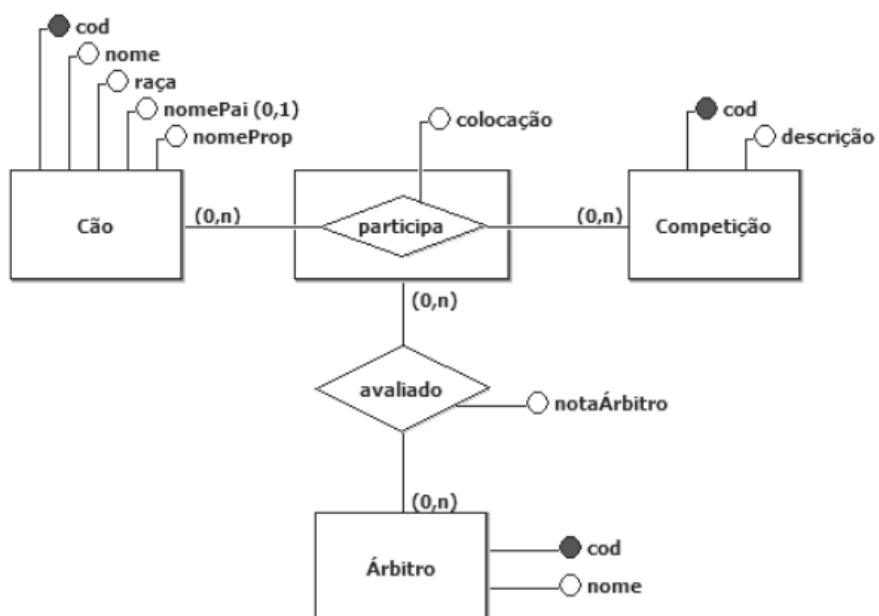 cod
nome
raça
nomePai (0,1)
nomeProp
Cão
(0,n)
colocação
participa
(0,n)
cod
descrição
Competição
(0,n)
avaliado
notaÁrbitro
(0,n)
Árbitro
cod
nome